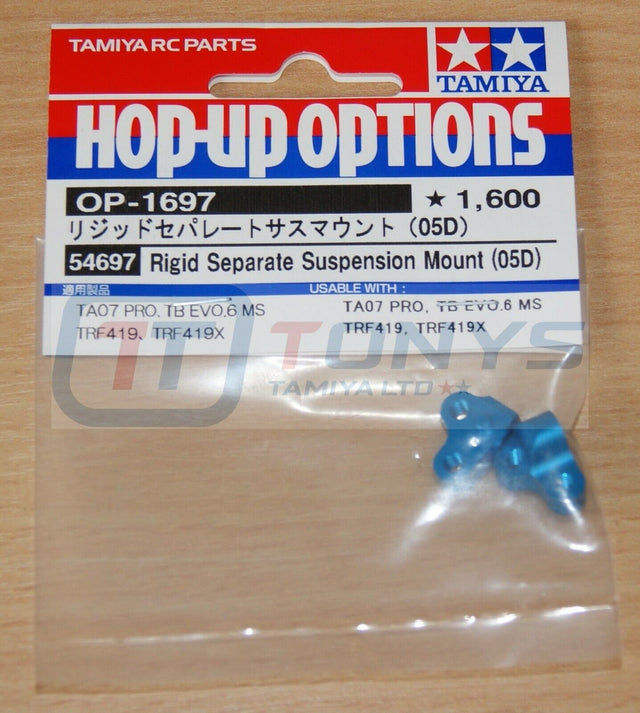 TAMIYA RC PARTS
TAMIYA
HOP-UP OPTIONS
OP-1697
★ 1,600
リジッドセパレートサスマウント（05D）
54697 Rigid Separate Suspension Mount (05D)
適用製品
USABLE WITH :
TA07 PRO、TB EVO.6 MS
TRF419、TRF419X
TA07 PRO, TB EVO.6 MS
TRF419, TRF419X
TT TONYS
TAMIYA LTD ★★